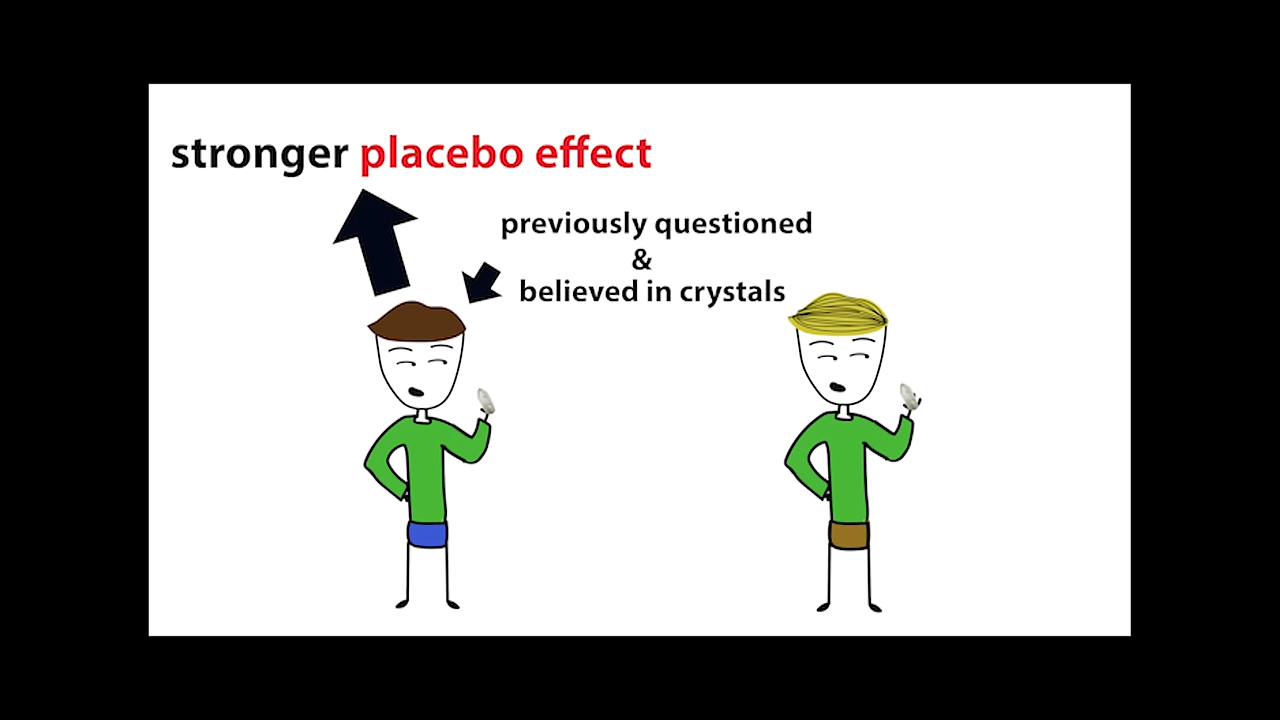 stronger placebo effect
previously questioned
&
believed in crystals